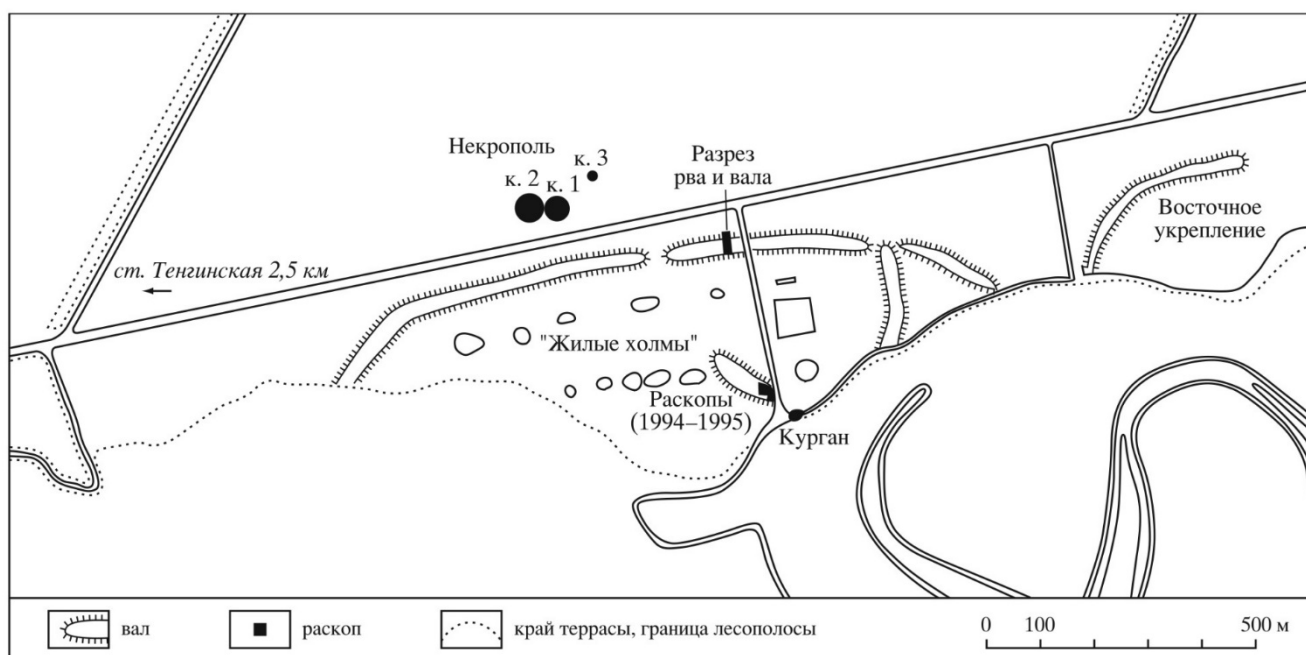 Некрополь
к. 3
к. 2
к. 1
Разрез
рва и вала
Восточное
укрепление
ст. Тенгинская 2,5 км
"Жилые холмы"
Раскопы
(1994–1995)
Курган
вал
раскоп
край террасы, граница лесополосы
0 100 500 м